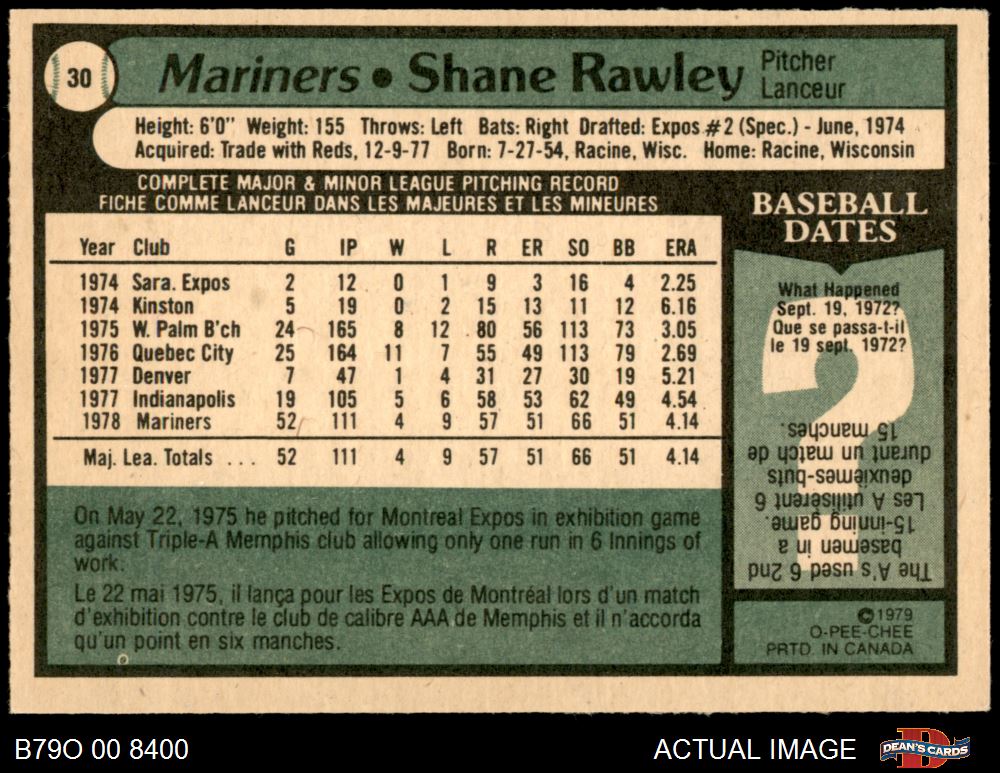 30
Mariners • Shane Rawley
Pitcher
Lanceur
Height: 6'0" Weight: 155 Throws: Left Bats: Right Drafted: Expos #2 (Spec.) - June, 1974
Acquired: Trade with Reds, 12-9-77 Born: 7-27-54, Racine, Wisc. Home: Racine, Wisconsin
COMPLETE MAJOR & MINOR LEAGUE PITCHING RECORD
FICHE COMME LANCEUR DANS LES MAJEURES ET LES MINEURES
Year Club G IP W L R ER SO BB ERA
1974 Sara. Expos 2 12 0 1 9 3 16 4 2.25
1974 Kinston 5 19 0 2 15 13 11 12 6.16
1975 W. Palm B'ch 24 165 8 12 80 56 113 73 3.05
1976 Quebec City 25 164 11 7 55 49 113 79 2.69
1977 Denver 7 47 1 4 31 27 30 19 5.21
1977 Indianapolis 19 105 5 6 58 53 62 49 4.54
1978 Mariners 52 111 4 9 57 51 66 51 4.14
Maj. Lea. Totals ... 52 111 4 9 57 51 66 51 4.14
On May 22, 1975 he pitched for Montreal Expos in exhibition game
against Triple-A Memphis club allowing only one run in 6 Innings of
work.
Le 22 mai 1975, il lança pour les Expos de Montréal lors d'un match
d'exhibition contre le club de calibre AAA de Memphis et il n'accorda
qu'un point en six manches.
BASEBALL
DATES
What Happened
Sept. 19, 1972?
Que se passa-t-il
le 19 sept. 1972?
The A's used 6 2nd
basemen in a
15-inning game.
Les A utilisèrent 6
deuxièmes-buts
durant un match de
15 manches.
©1979
O-PEE-CHEE
PRTD. IN CANADA
B79O 00 8400
ACTUAL IMAGE
DEAN'S CARDS